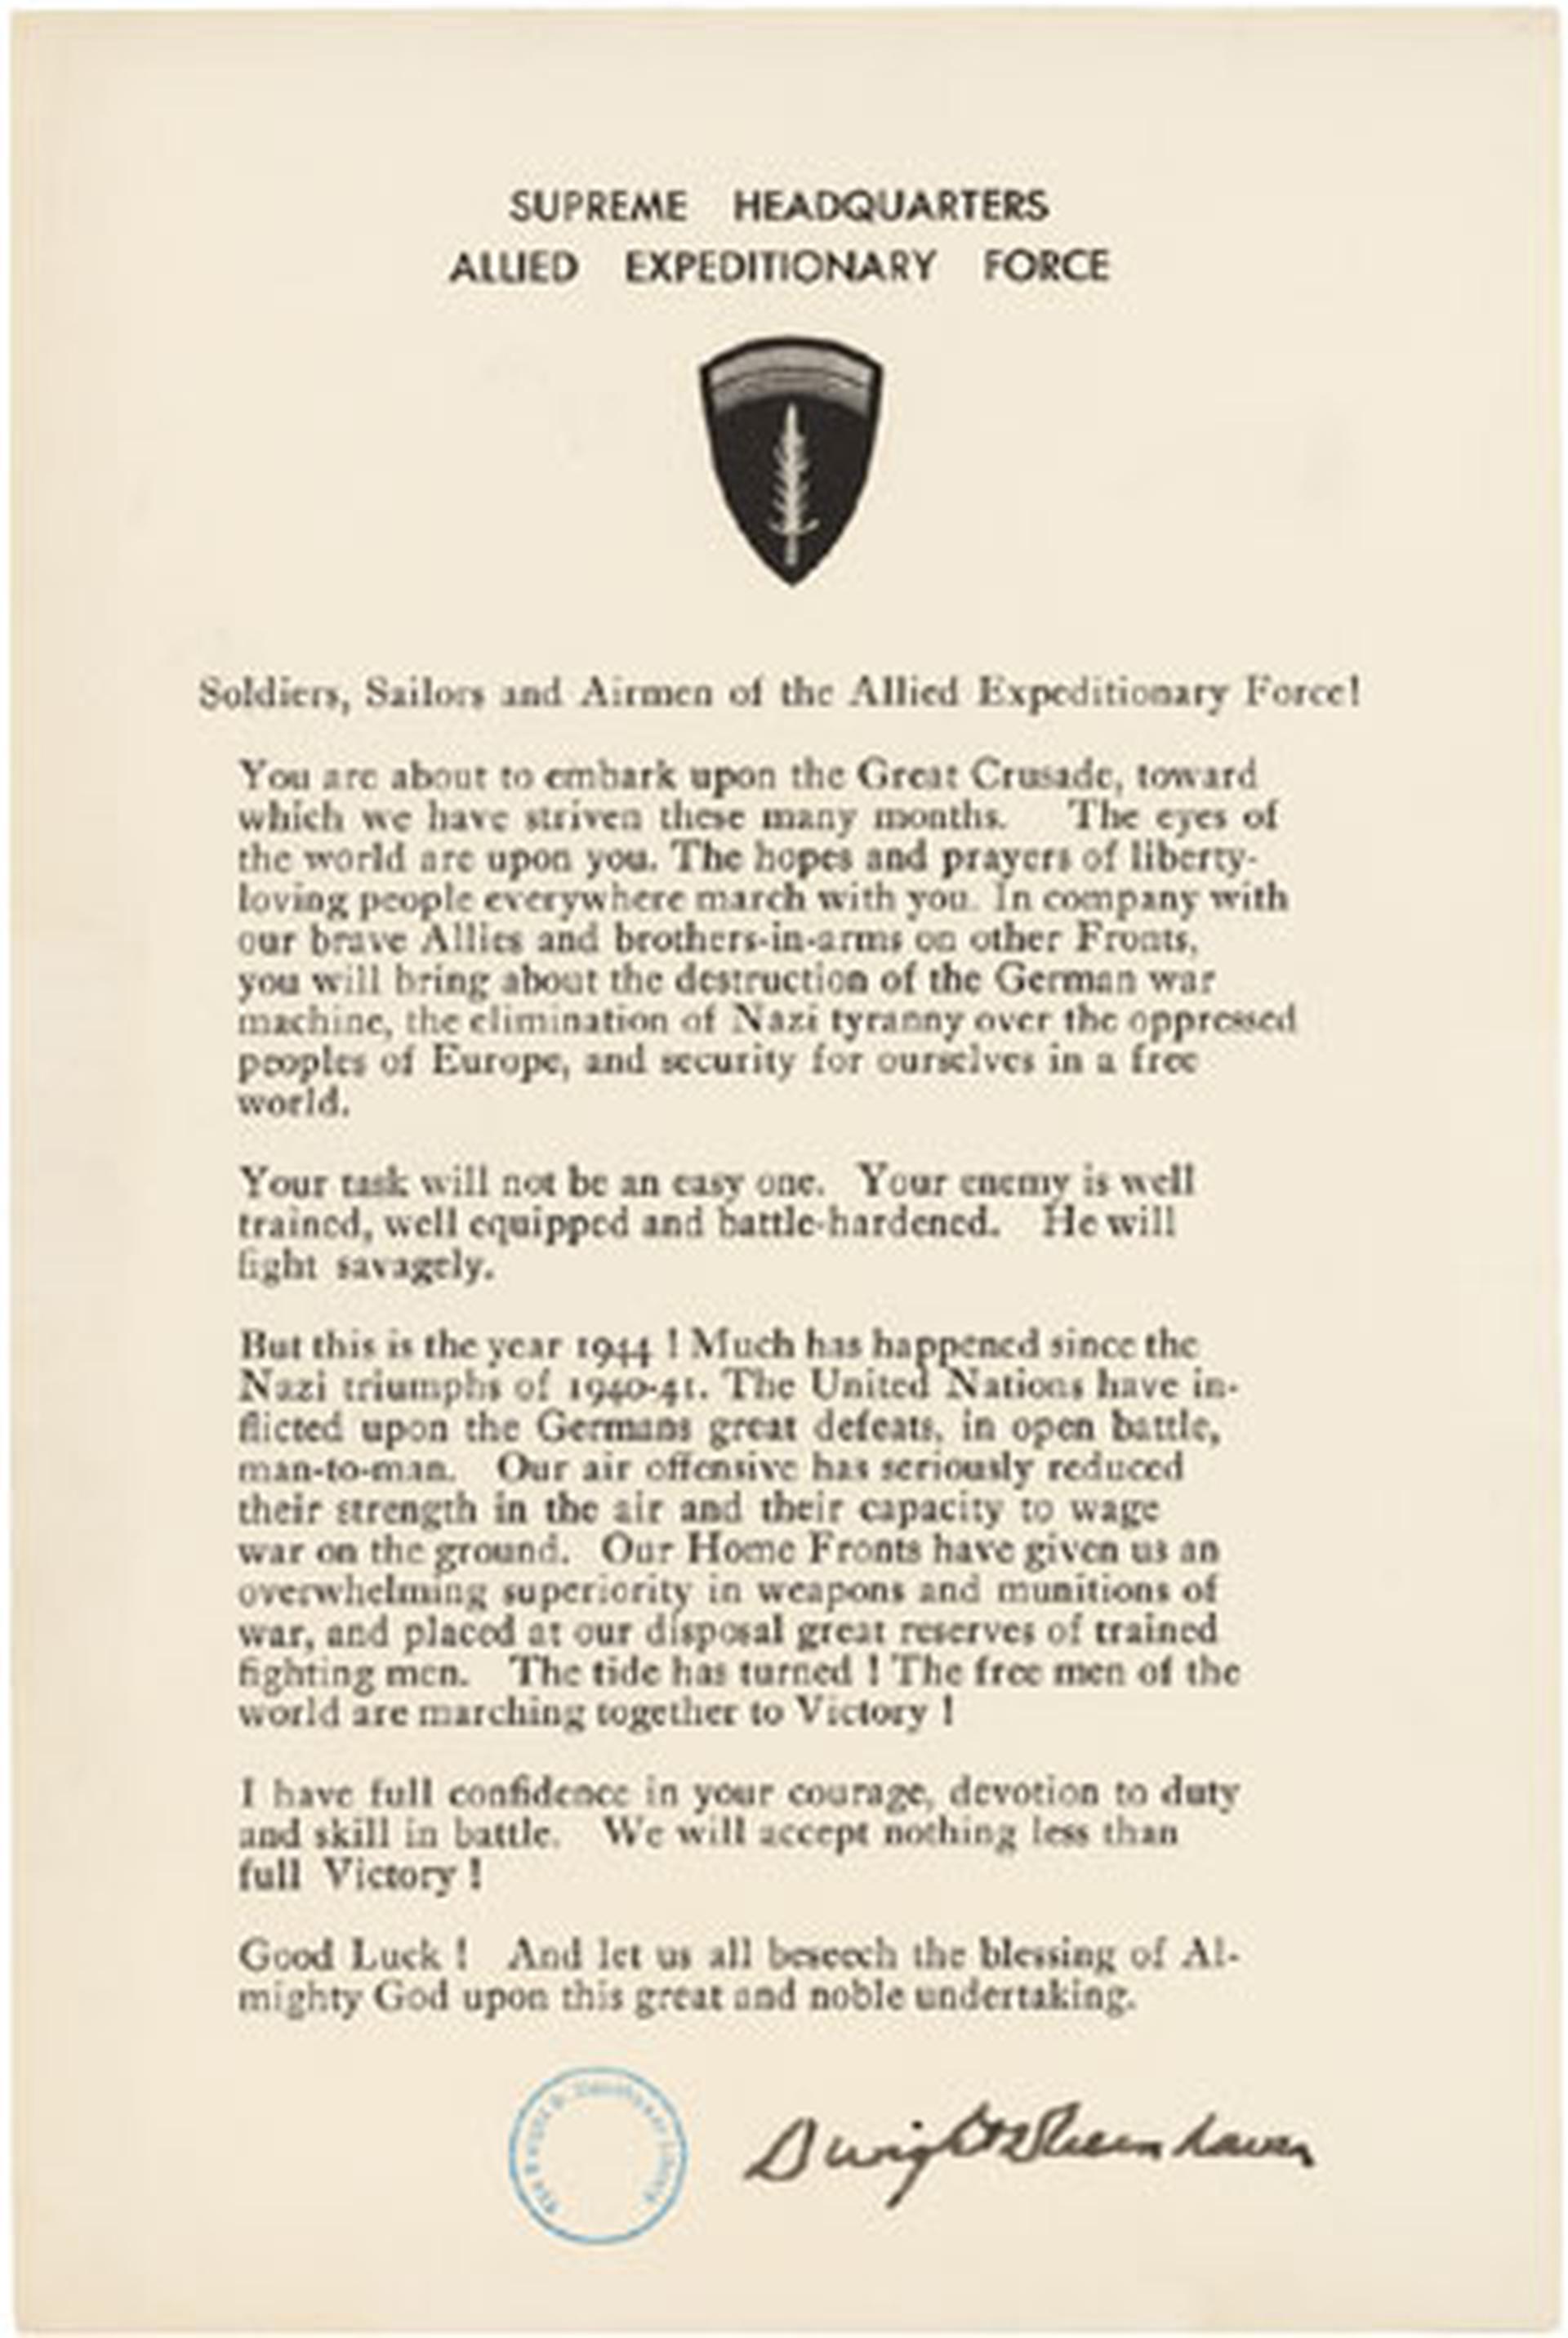 SUPREME HEADQUARTERS
ALLIED EXPEDITIONARY FORCE
Soldiers, Sailors and Airmen of the Allied Expeditionary Force!
You are about to embark upon the Great Crusade, toward
which we have striven these many months. The eyes of
the world are upon you. The hopes and prayers of liberty-
loving people everywhere march with you. In company with
our brave Allies and brothers-in-arms on other Fronts,
you will bring about the destruction of the German war
machine, the elimination of Nazi tyranny over the oppressed
peoples of Europe, and security for ourselves in a free
world.
Your task will not be an easy one. Your enemy is well
trained, well equipped and battle-hardened. He will
fight savagely.
But this is the year 1944 ! Much has happened since the
Nazi triumphs of 1940-41. The United Nations have in-
flicted upon the Germans great defeats, in open battle,
man-to-man. Our air offensive has seriously reduced
their strength in the air and their capacity to wage
war on the ground. Our Home Fronts have given us an
overwhelming superiority in weapons and munitions of
war, and placed at our disposal great reserves of trained
fighting men. The tide has turned ! The free men of the
world are marching together to Victory !
I have full confidence in your courage, devotion to duty
and skill in battle. We will accept nothing less than
full Victory !
Good Luck ! And let us all beseech the blessing of Al-
mighty God upon this great and noble undertaking.
Dwight D Eisenhower